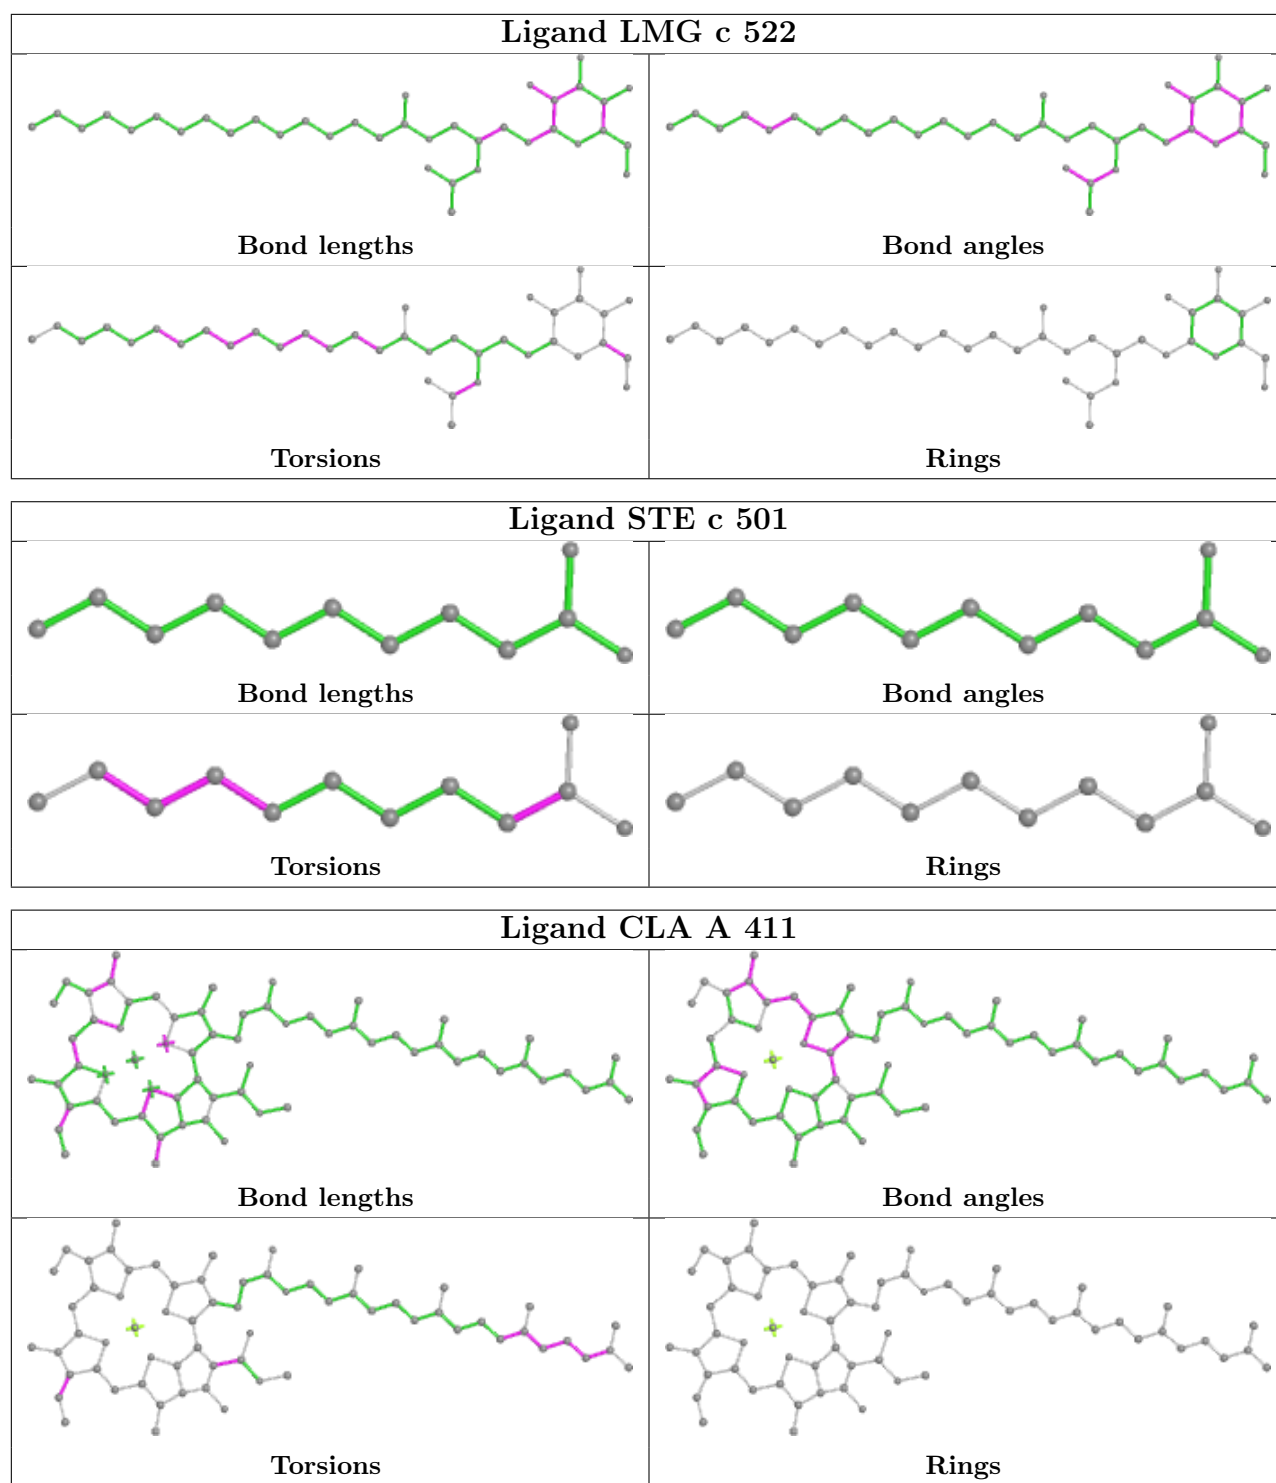 Ligand LMG c 522
Bond lengths
Bond angles
Torsions
Rings
Ligand STE c 501
Bond lengths
Bond angles
Torsions
Rings
Ligand CLA A 411
Bond lengths
Bond angles
Torsions
Rings